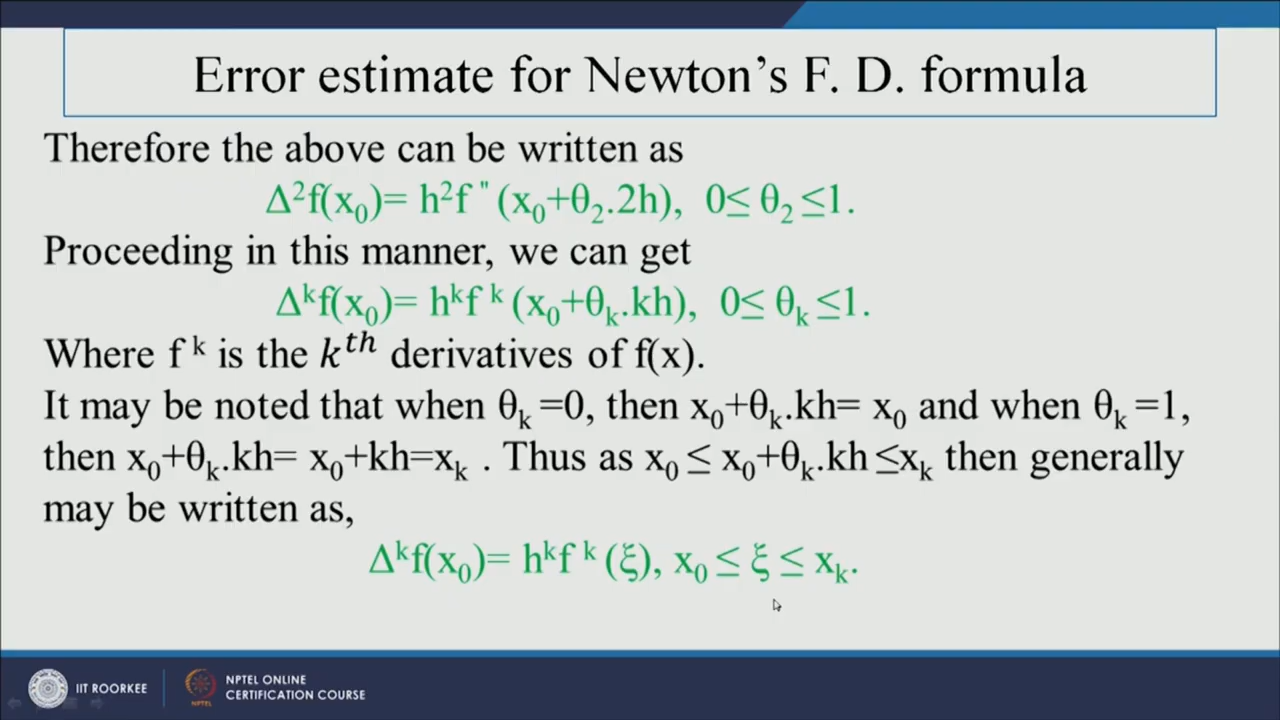 Error estimate for Newton's F. D. formula
Therefore the above can be written as
Δ²f(x₀)= h²f "(x₀+θ₂.2h), 0≤ θ₂ ≤1.
Proceeding in this manner, we can get
Δᵏf(x₀)= hᵏf ᵏ(x₀+θₖ.kh), 0≤ θₖ ≤1.
Where f ᵏ is the kᵗʰ derivatives of f(x).
It may be noted that when θₖ =0, then x₀+θₖ.kh= x₀ and when θₖ =1,
then x₀+θₖ.kh= x₀+kh=xₖ . Thus as x₀ ≤ x₀+θₖ.kh ≤xₖ then generally
may be written as,
Δᵏf(x₀)= hᵏf ᵏ(ξ), x₀ ≤ ξ ≤ xₖ.
IIT ROORKEE
NPTEL ONLINE
CERTIFICATION COURSE
NPTEL